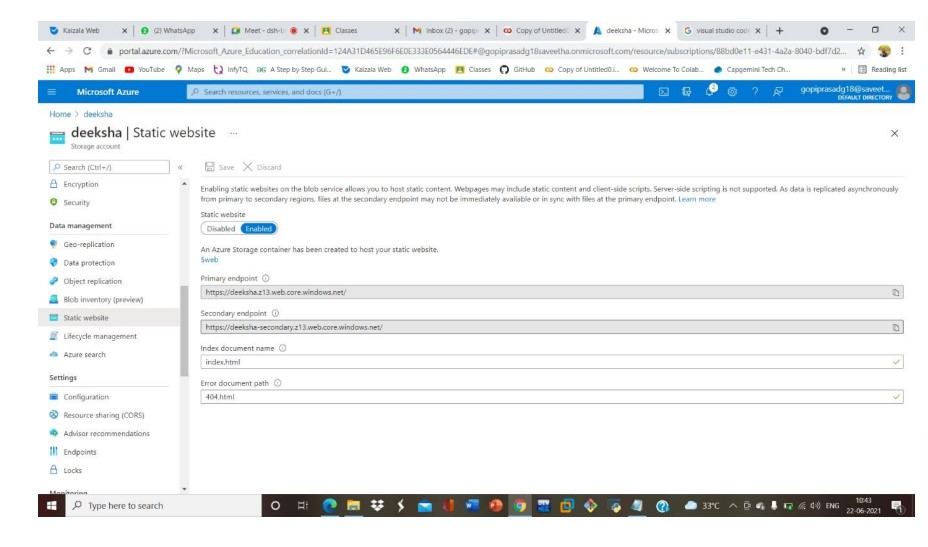 Kaizala Web
(2) WhatsApp
Meet - dsh-
Classes
Inbox (2) - gopip
Copy of Untitled
deeksha - Micros
visual studio cod
portal.azure.com/?Microsoft_Azure_Education_correlationId=124A31D465E96F6E0E333E0564446EDE#@gopiprasadg18saveetha.onmicrosoft.com/resource/subscriptions/88bd0e11-e431-4a2a-8040-bdf7d2...
Apps Gmail YouTube Maps InfyTQ A Step by Step Gui... Kaizala Web WhatsApp Classes GitHub Copy of Untitled0.i... Welcome To Colab... Capgemini Tech Ch... » Reading list
Microsoft Azure
Search resources, services, and docs (G+/)
gopiprasadg18@saveet...
DEFAULT DIRECTORY
Home > deeksha
deeksha | Static website ...
Storage account
Search (Ctrl+/)
«
Save Discard
Encryption
Security
Data management
Geo-replication
Data protection
Object replication
Blob inventory (preview)
Static website
Lifecycle management
Azure search
Settings
Configuration
Resource sharing (CORS)
Advisor recommendations
Endpoints
Locks
Monitoring
Enabling static websites on the blob service allows you to host static content. Webpages may include static content and client-side scripts. Server-side scripting is not supported. As data is replicated asynchronously
from primary to secondary regions, files at the secondary endpoint may not be immediately available or in sync with files at the primary endpoint. Learn more
Static website
Disabled Enabled
An Azure Storage container has been created to host your static website.
$web
Primary endpoint
https://deeksha.z13.web.core.windows.net/
Secondary endpoint
https://deeksha-secondary.z13.web.core.windows.net/
Index document name
index.html
Error document path
404.html
Type here to search
33°C
ENG
10:43
22-06-2021